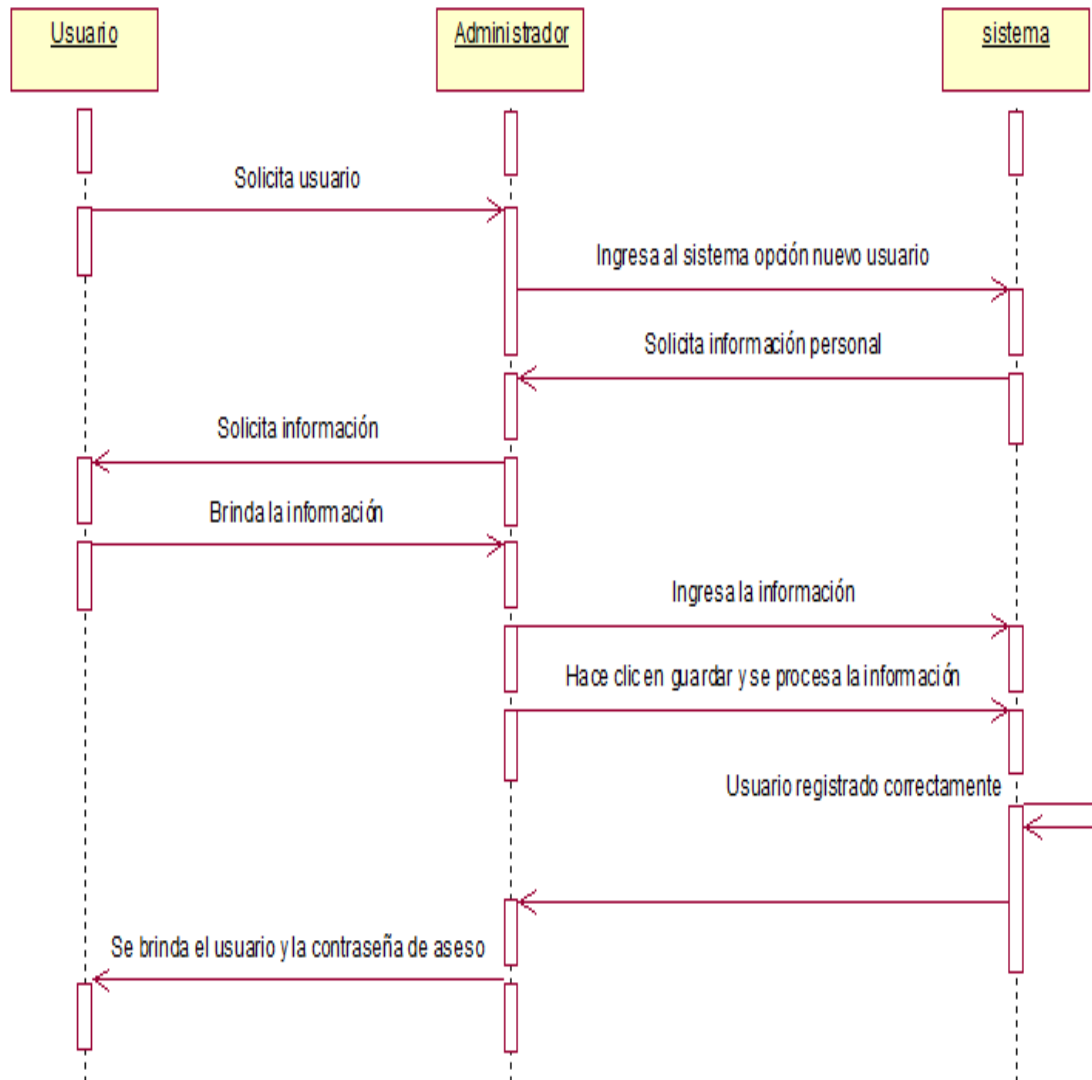 Usuario
Administrador
sistema
Solicita usuario
Ingresa al sistema opción nuevo usuario
Solicita información personal
Solicita información
Brinda la información
Ingresa la información
Hace clic en guardar y se procesa la información
Usuario registrado correctamente
Se brinda el usuario y la contraseña de aseso